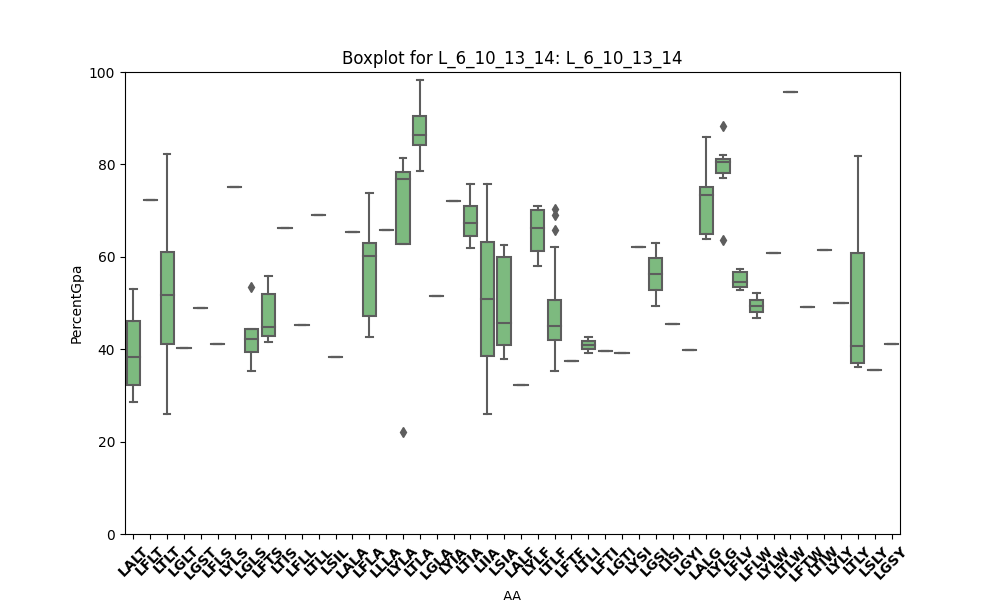 Boxplot for L_6_10_13_14: L_6_10_13_14
PercentGpa
100
80
60
40
20
0
LALT
LFLT
LTLT
LGLT
LGST
LFLS
LYLS
LGLS
LFTS
LTIS
LFLL
LTLL
LSIL
LALA
LFLA
LLLA
LYLA
LTLA
LGLA
LYIA
LTIA
LIIA
LSIA
LALF
LYLF
LTLF
LFTF
LTLI
LFTI
LGTI
LYSI
LGSI
LISI
LGYI
LALG
LYLG
LFLV
LFLW
LYLW
LTLW
LFTW
LTIW
LYLY
LTLY
LSLY
LGSY
AA